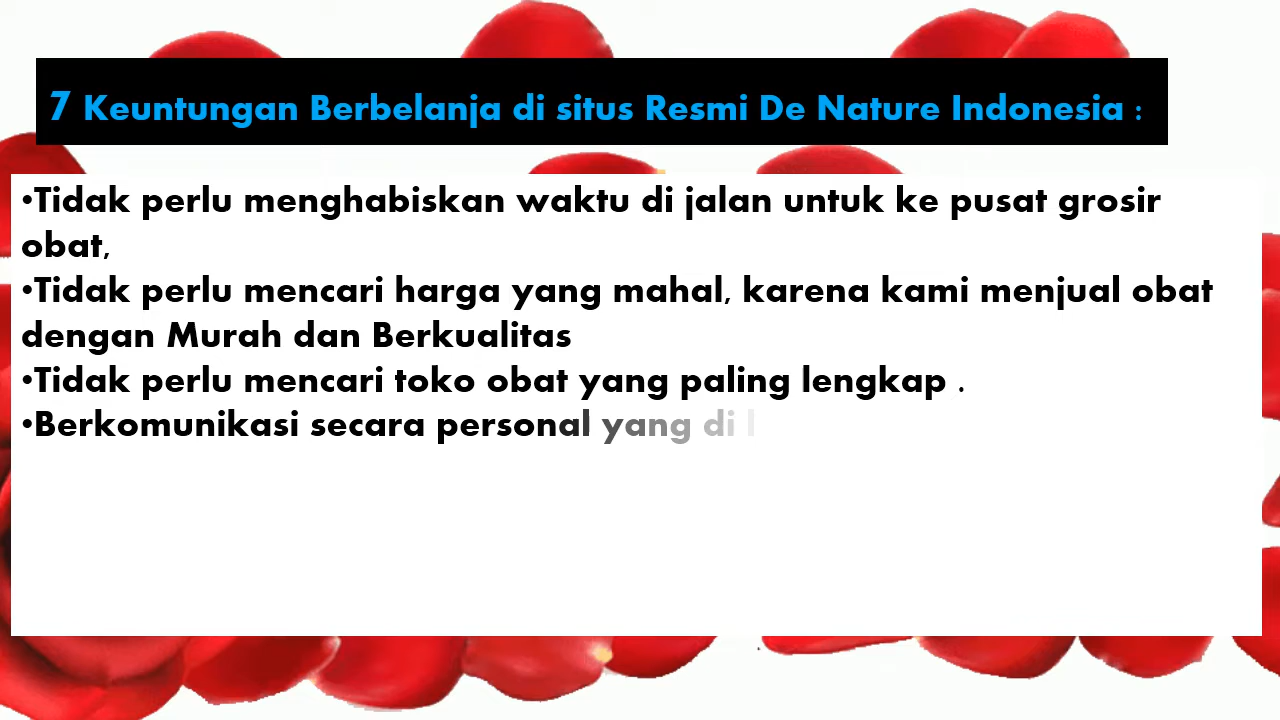 7 Keuntungan Berbelanja di situs Resmi De Nature Indonesia :
•Tidak perlu menghabiskan waktu di jalan untuk ke pusat grosir
obat,
•Tidak perlu mencari harga yang mahal, karena kami menjual obat
dengan Murah dan Berkualitas
•Tidak perlu mencari toko obat yang paling lengkap .
•Berkomunikasi secara personal yang di